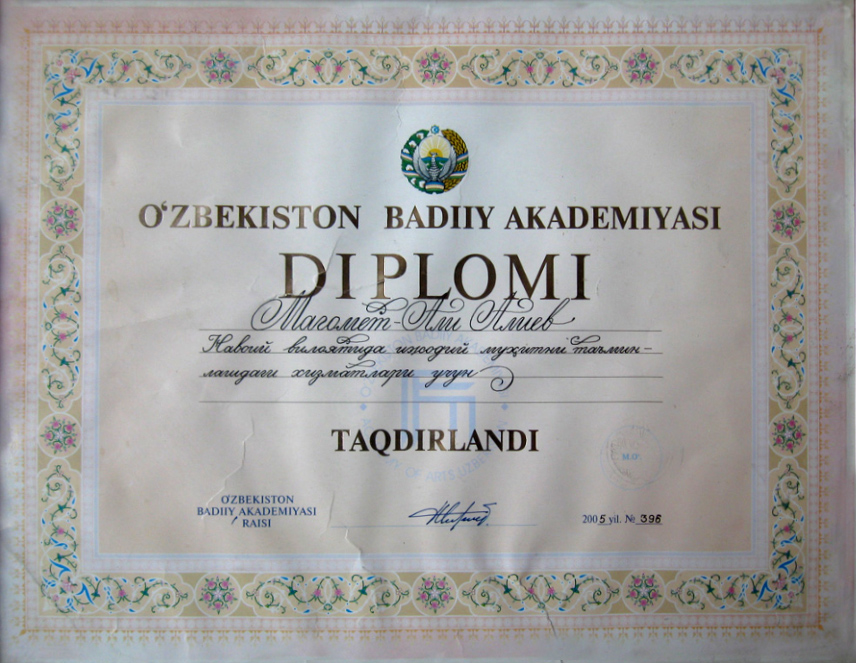 O‘ZBEKISTON BADIIY AKADEMIYASI
DIPLOMI
Магомет-Али Алиев
Навоий вилоятида ижодий муҳитни таъмин-
лашдаги хизматлари учун
TAQDIRLANDI
M.O‘.
O‘ZBEKISTON
BADIIY AKADEMIYASI
RAISI
2005 yil. № 396